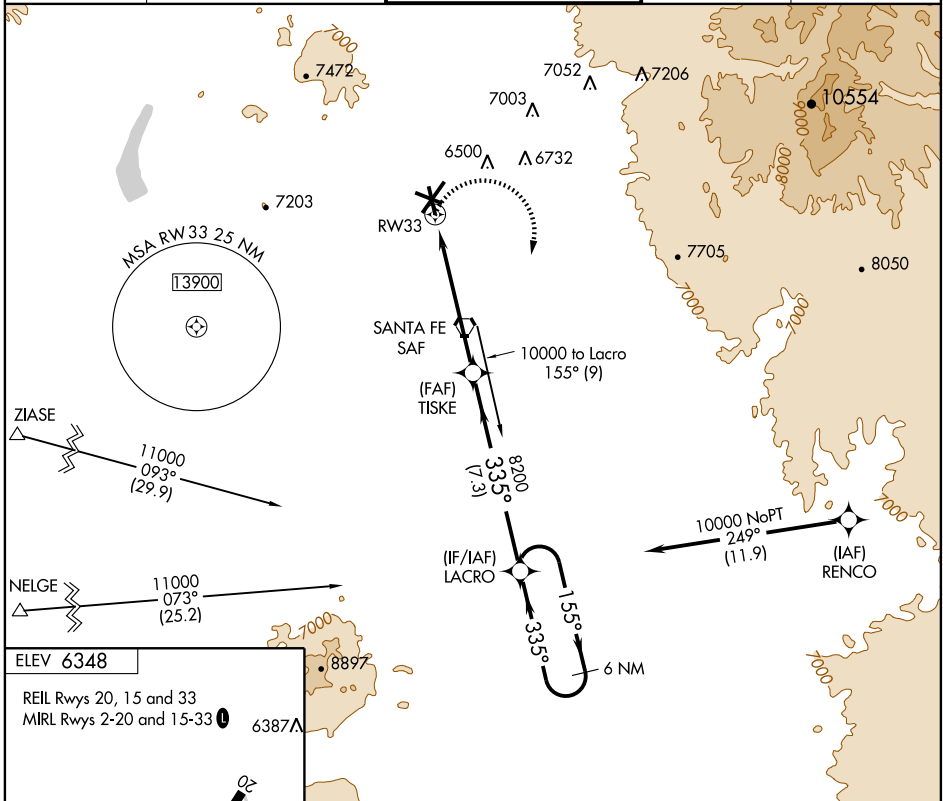 7000
7472
7052
7206
7003
10554
9000
6500
6732
8000
7203
RW33
MSA RW33 25 NM
13900
7705
8050
7000
7000
SANTA FE
SAF
10000 to Lacro
155° (9)
(FAF)
TISKE
ZIASE
11000
093°
(29.9)
8200
335°
(7.3)
7000
10000 NoPT
249°
(11.9)
(IAF)
RENCO
(IF/IAF)
LACRO
NELGE
11000
073°
(25.2)
155°
335°
6 NM
7000
7000
ELEV 6348
8897
REIL Rwys 20, 15 and 33
MIRL Rwys 2-20 and 15-33 L
6387
20